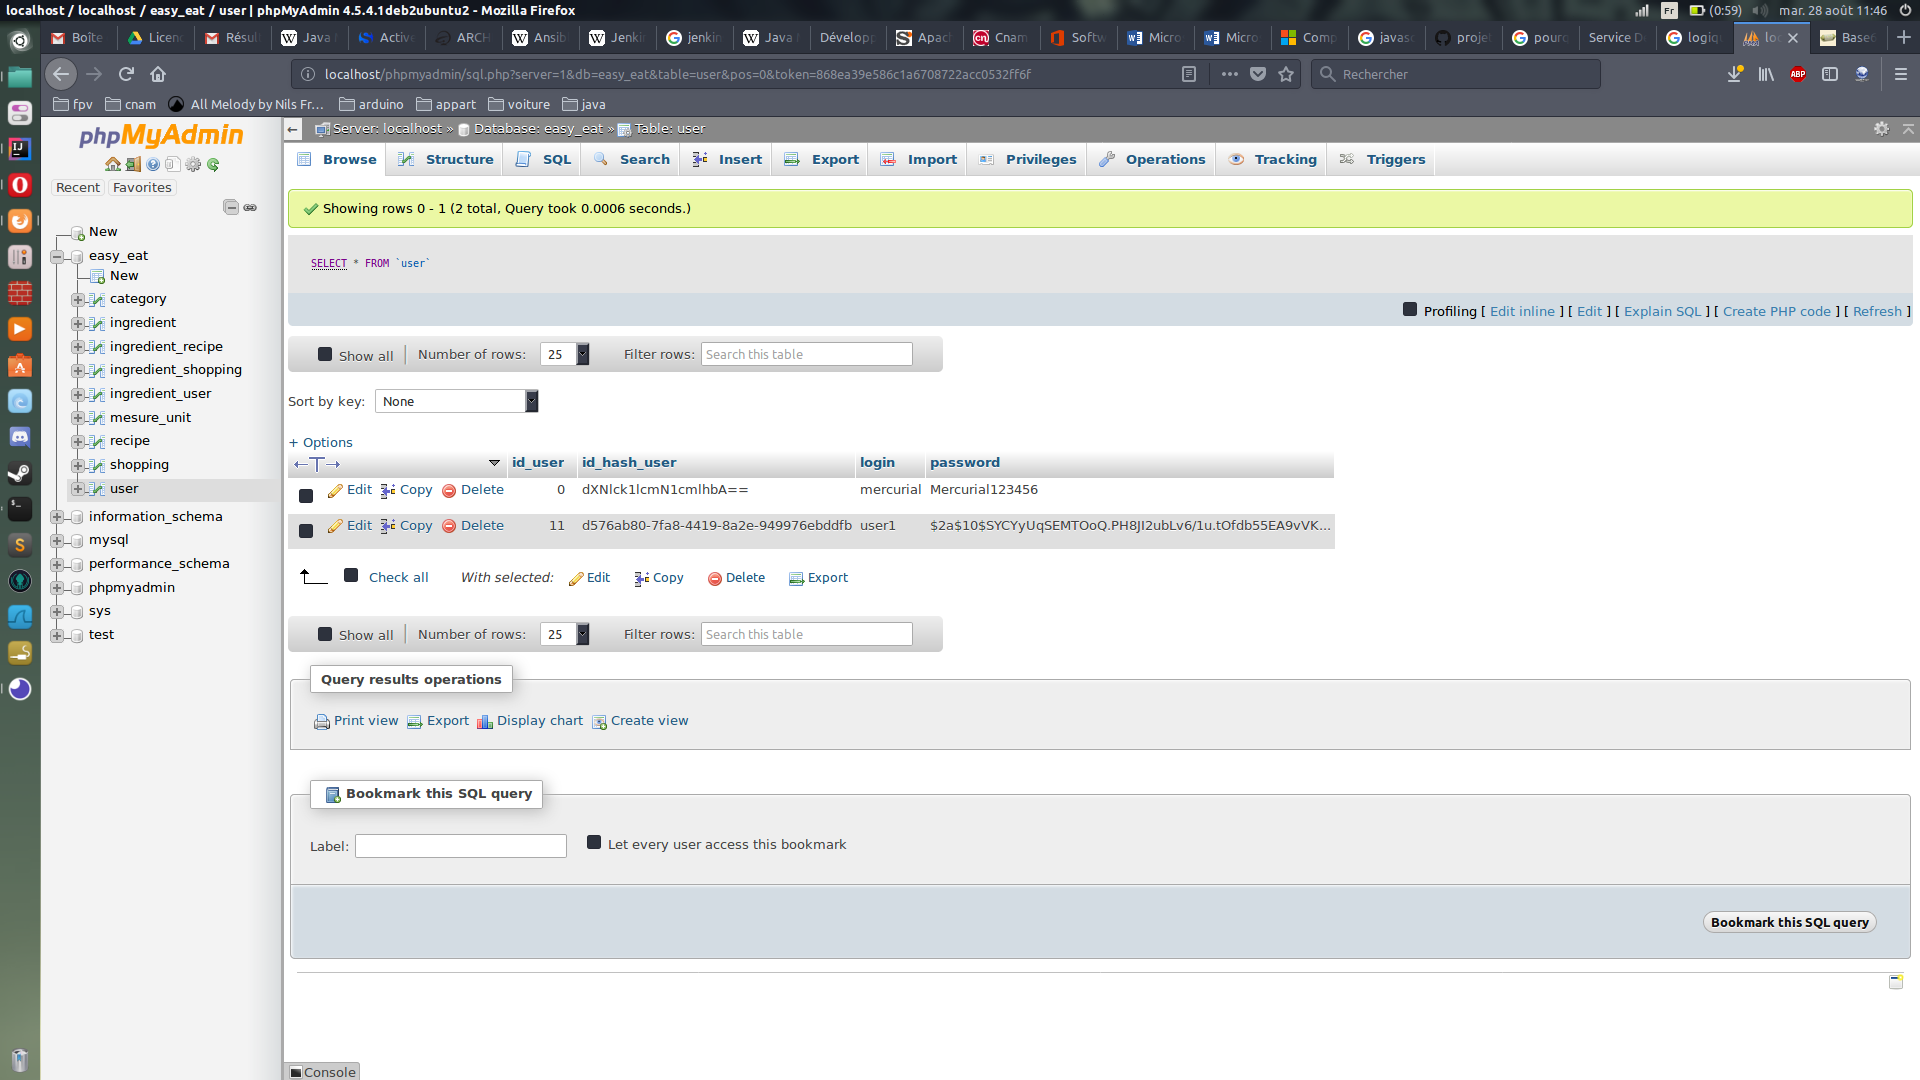 localhost / localhost / easy_eat / user | phpMyAdmin 4.5.4.1deb2ubuntu2 - Mozilla Firefox
Fr (0:59) mar. 28 août 11:46
Boîte Licenc Résul Java Active ARCH Ansib Jenki jenkin Java Dévelop Apac Cnam Softw Micro Micro Comp javasc projet pourq Service De logiqu loc Base6
localhost/phpmyadmin/sql.php?server=1&db=easy_eat&table=user&pos=0&token=868ea39e586c1a6708722acc0532ff6f
Rechercher
ABP
fpv cnam All Melody by Nils Fr... arduino appart voiture java
phpMyAdmin
Recent Favorites
New
easy_eat
New
category
ingredient
ingredient_recipe
ingredient_shopping
ingredient_user
mesure_unit
recipe
shopping
user
information_schema
mysql
performance_schema
phpmyadmin
sys
test
Server: localhost » Database: easy_eat » Table: user
Browse Structure SQL Search Insert Export Import Privileges Operations Tracking Triggers
Showing rows 0 - 1 (2 total, Query took 0.0006 seconds.)
SELECT * FROM `user`
Profiling [ Edit inline ] [ Edit ] [ Explain SQL ] [ Create PHP code ] [ Refresh ]
Show all Number of rows: 25 Filter rows: Search this table
Sort by key: None
+ Options
id_user id_hash_user login password
Edit Copy Delete 0 dXNlck1lcmN1cmlhbA== mercurial Mercurial123456
Edit Copy Delete 11 d576ab80-7fa8-4419-8a2e-949976ebddfb user1 $2a$10$SYCYyUqSEMTOoQ.PH8JI2ubLv6/1u.tOfdb55EA9vVK...
Check all With selected: Edit Copy Delete Export
Show all Number of rows: 25 Filter rows: Search this table
Query results operations
Print view Export Display chart Create view
Bookmark this SQL query
Label: Let every user access this bookmark
Bookmark this SQL query
Console